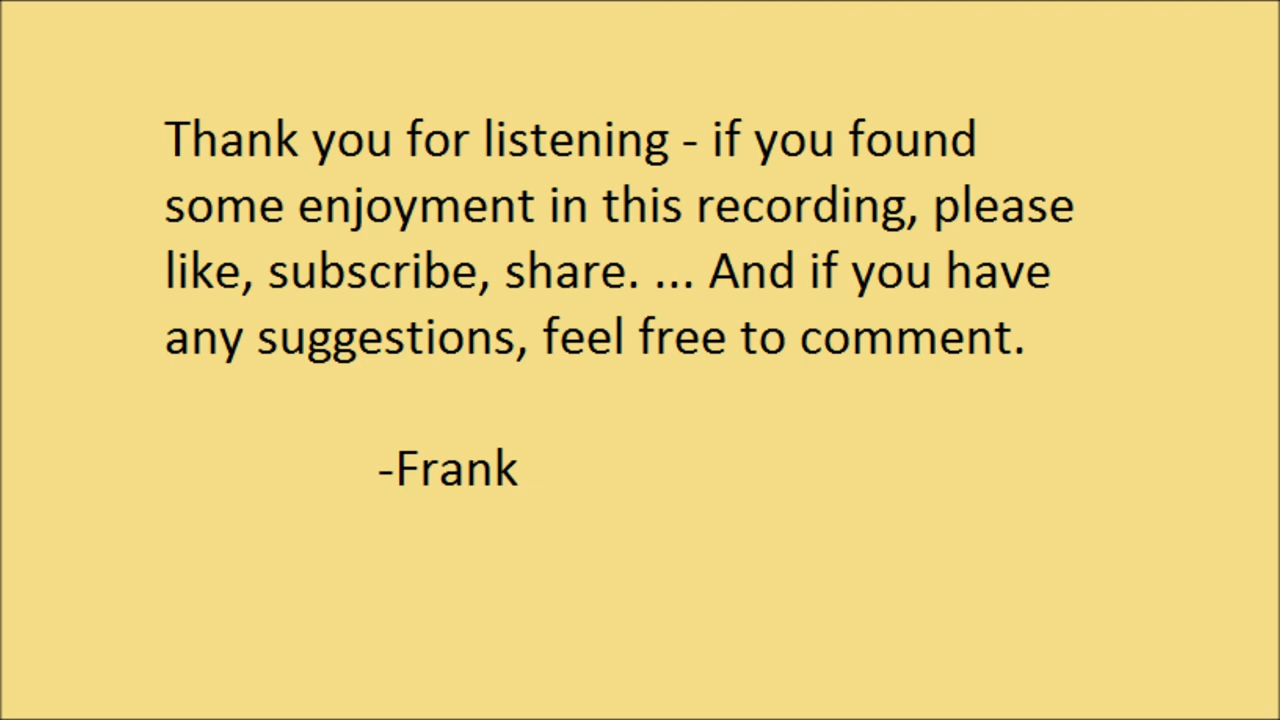 Thank you for listening - if you found
some enjoyment in this recording, please
like, subscribe, share. ... And if you have
any suggestions, feel free to comment.
-Frank